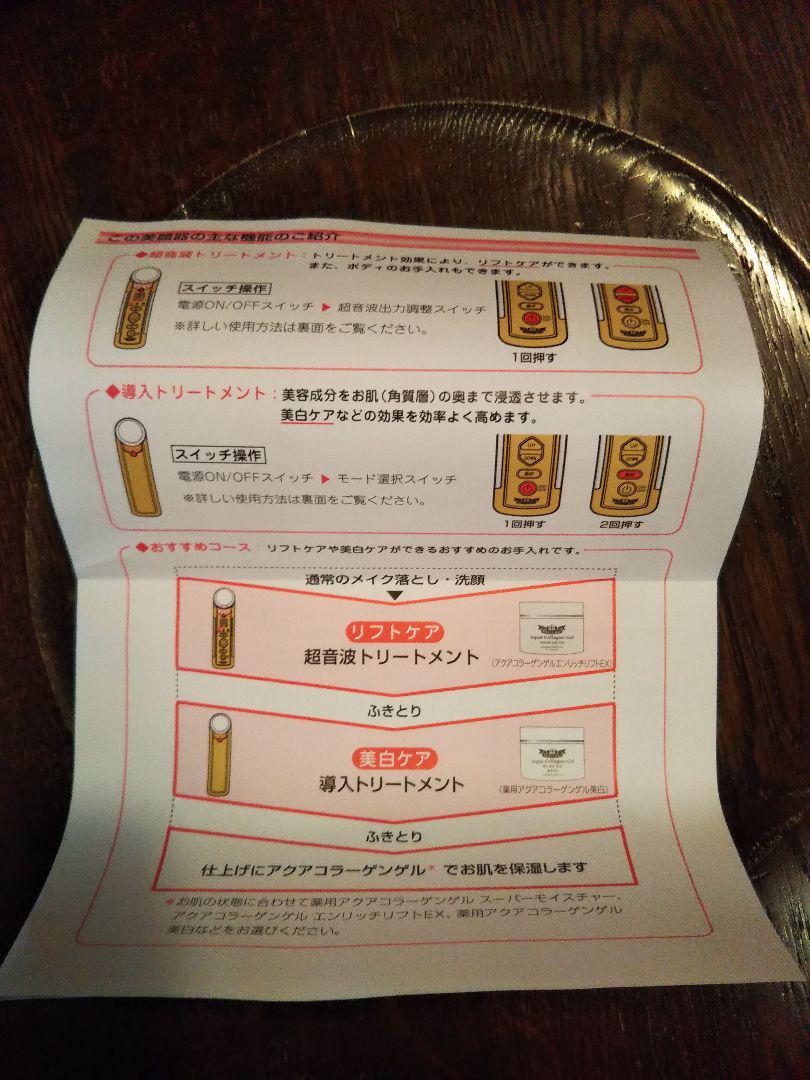 この美顔器の主な機能のご紹介
◆超音波トリートメント：トリートメント効果により、リフトケアができます。
また、ボディのお手入れもできます。
スイッチ操作
電源ON/OFFスイッチ ▶ 超音波出力調整スイッチ
※詳しい使用方法は裏面をご覧ください。
1回押す
◆導入トリートメント：美容成分をお肌(角質層)の奥まで浸透させます。
美白ケアなどの効果を効率よく高めます。
スイッチ操作
電源ON/OFFスイッチ ▶ モード選択スイッチ
※詳しい使用方法は裏面をご覧ください。
UP
DOWN
UP
DOWN
1回押す
2回押す
◆おすすめコース：リフトケアや美白ケアができるおすすめのお手入れです。
通常のメイク落とし・洗顔
リフトケア
超音波トリートメント
Aqua-Collagen-Gel
(アクアコラーゲンゲルエンリッチリフトEX)
ふきとり
美白ケア
導入トリートメント
Aqua-Collagen-Gel
(薬用アクアコラーゲンゲル美白)
ふきとり
仕上げにアクアコラーゲンゲル*でお肌を保湿します
*お肌の状態に合わせて薬用アクアコラーゲンゲル スーパーモイスチャー、
アクアコラーゲンゲル エンリッチリフトEX、薬用アクアコラーゲンゲル
美白などをお選びください。